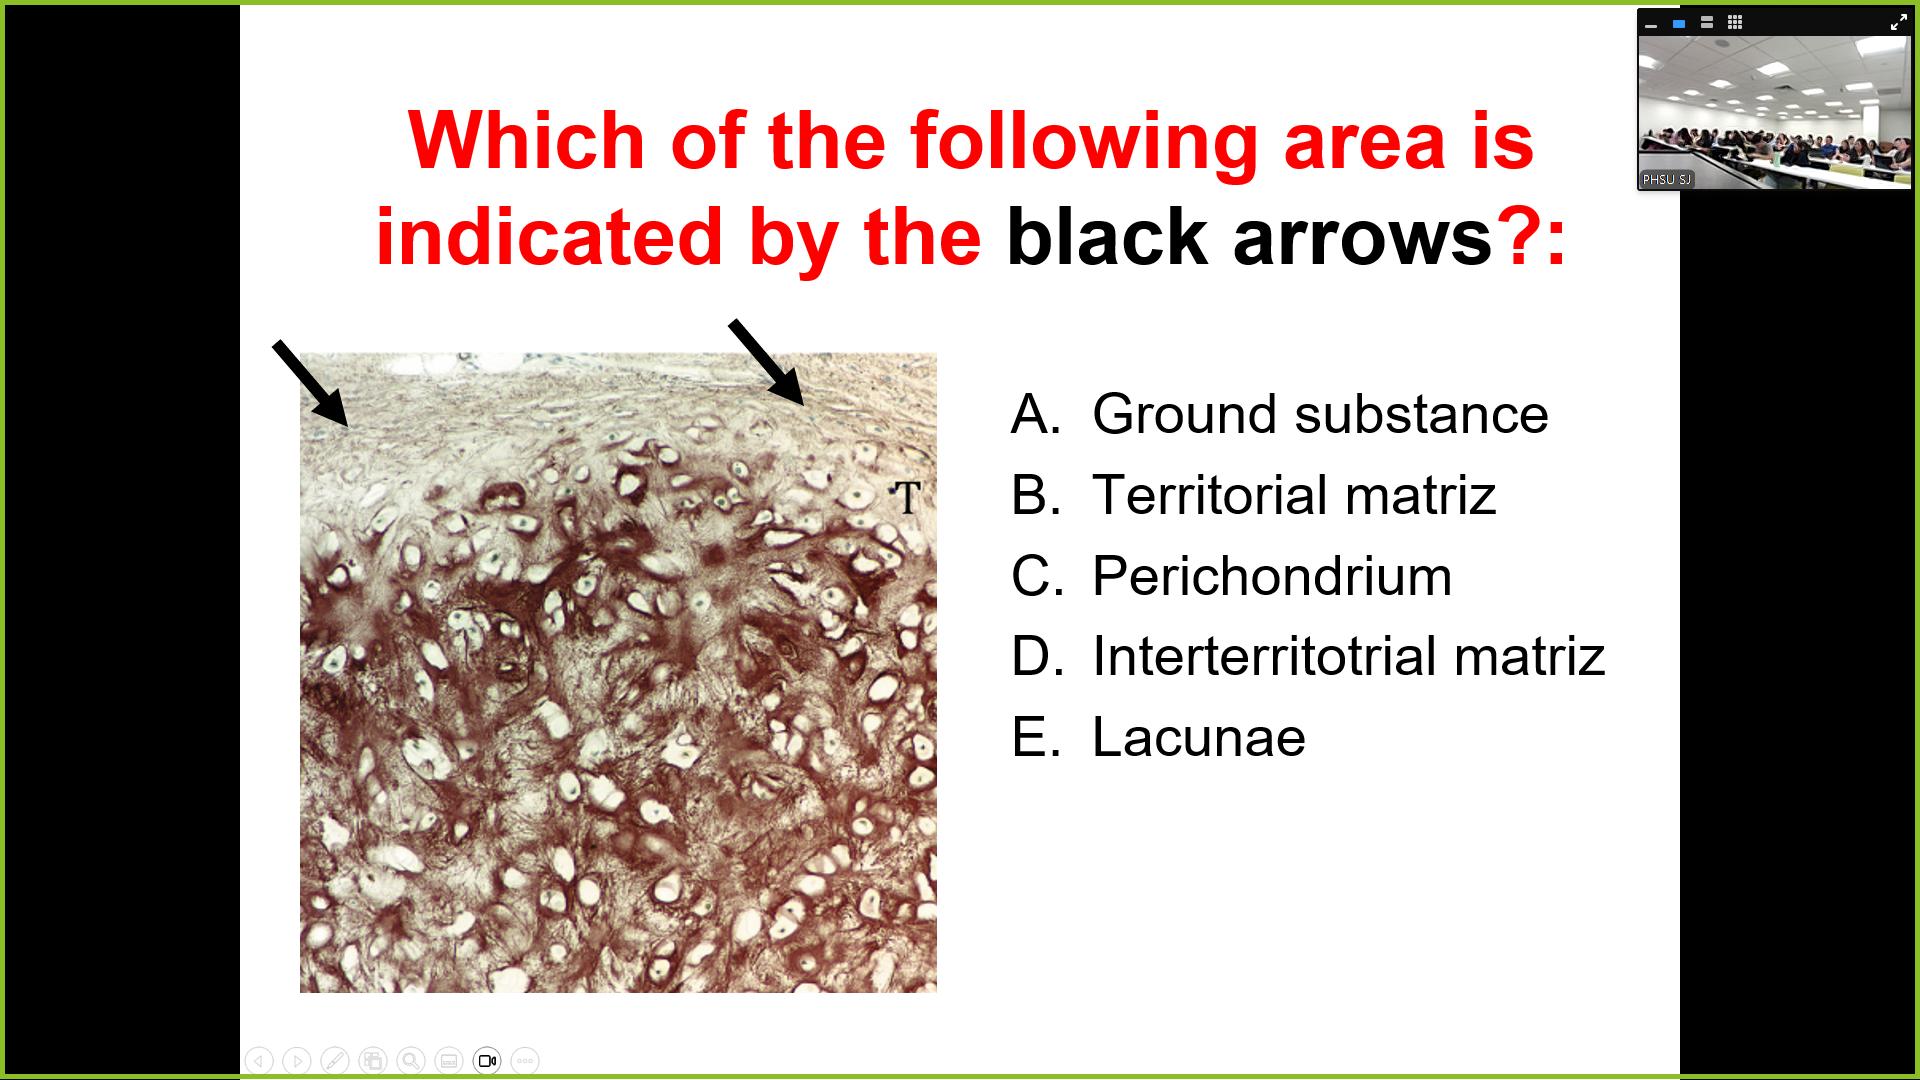 Which of the following area is
indicated by the black arrows?:
T
A. Ground substance
B. Territorial matriz
C. Perichondrium
D. Interterritotrial matriz
E. Lacunae
PHSU SJ